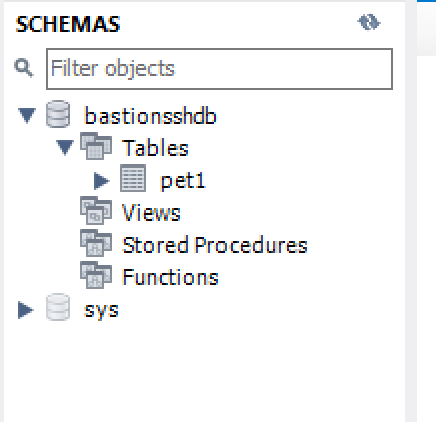 SCHEMAS
Filter objects
bastionsshdb
Tables
pet1
Views
Stored Procedures
Functions
sys